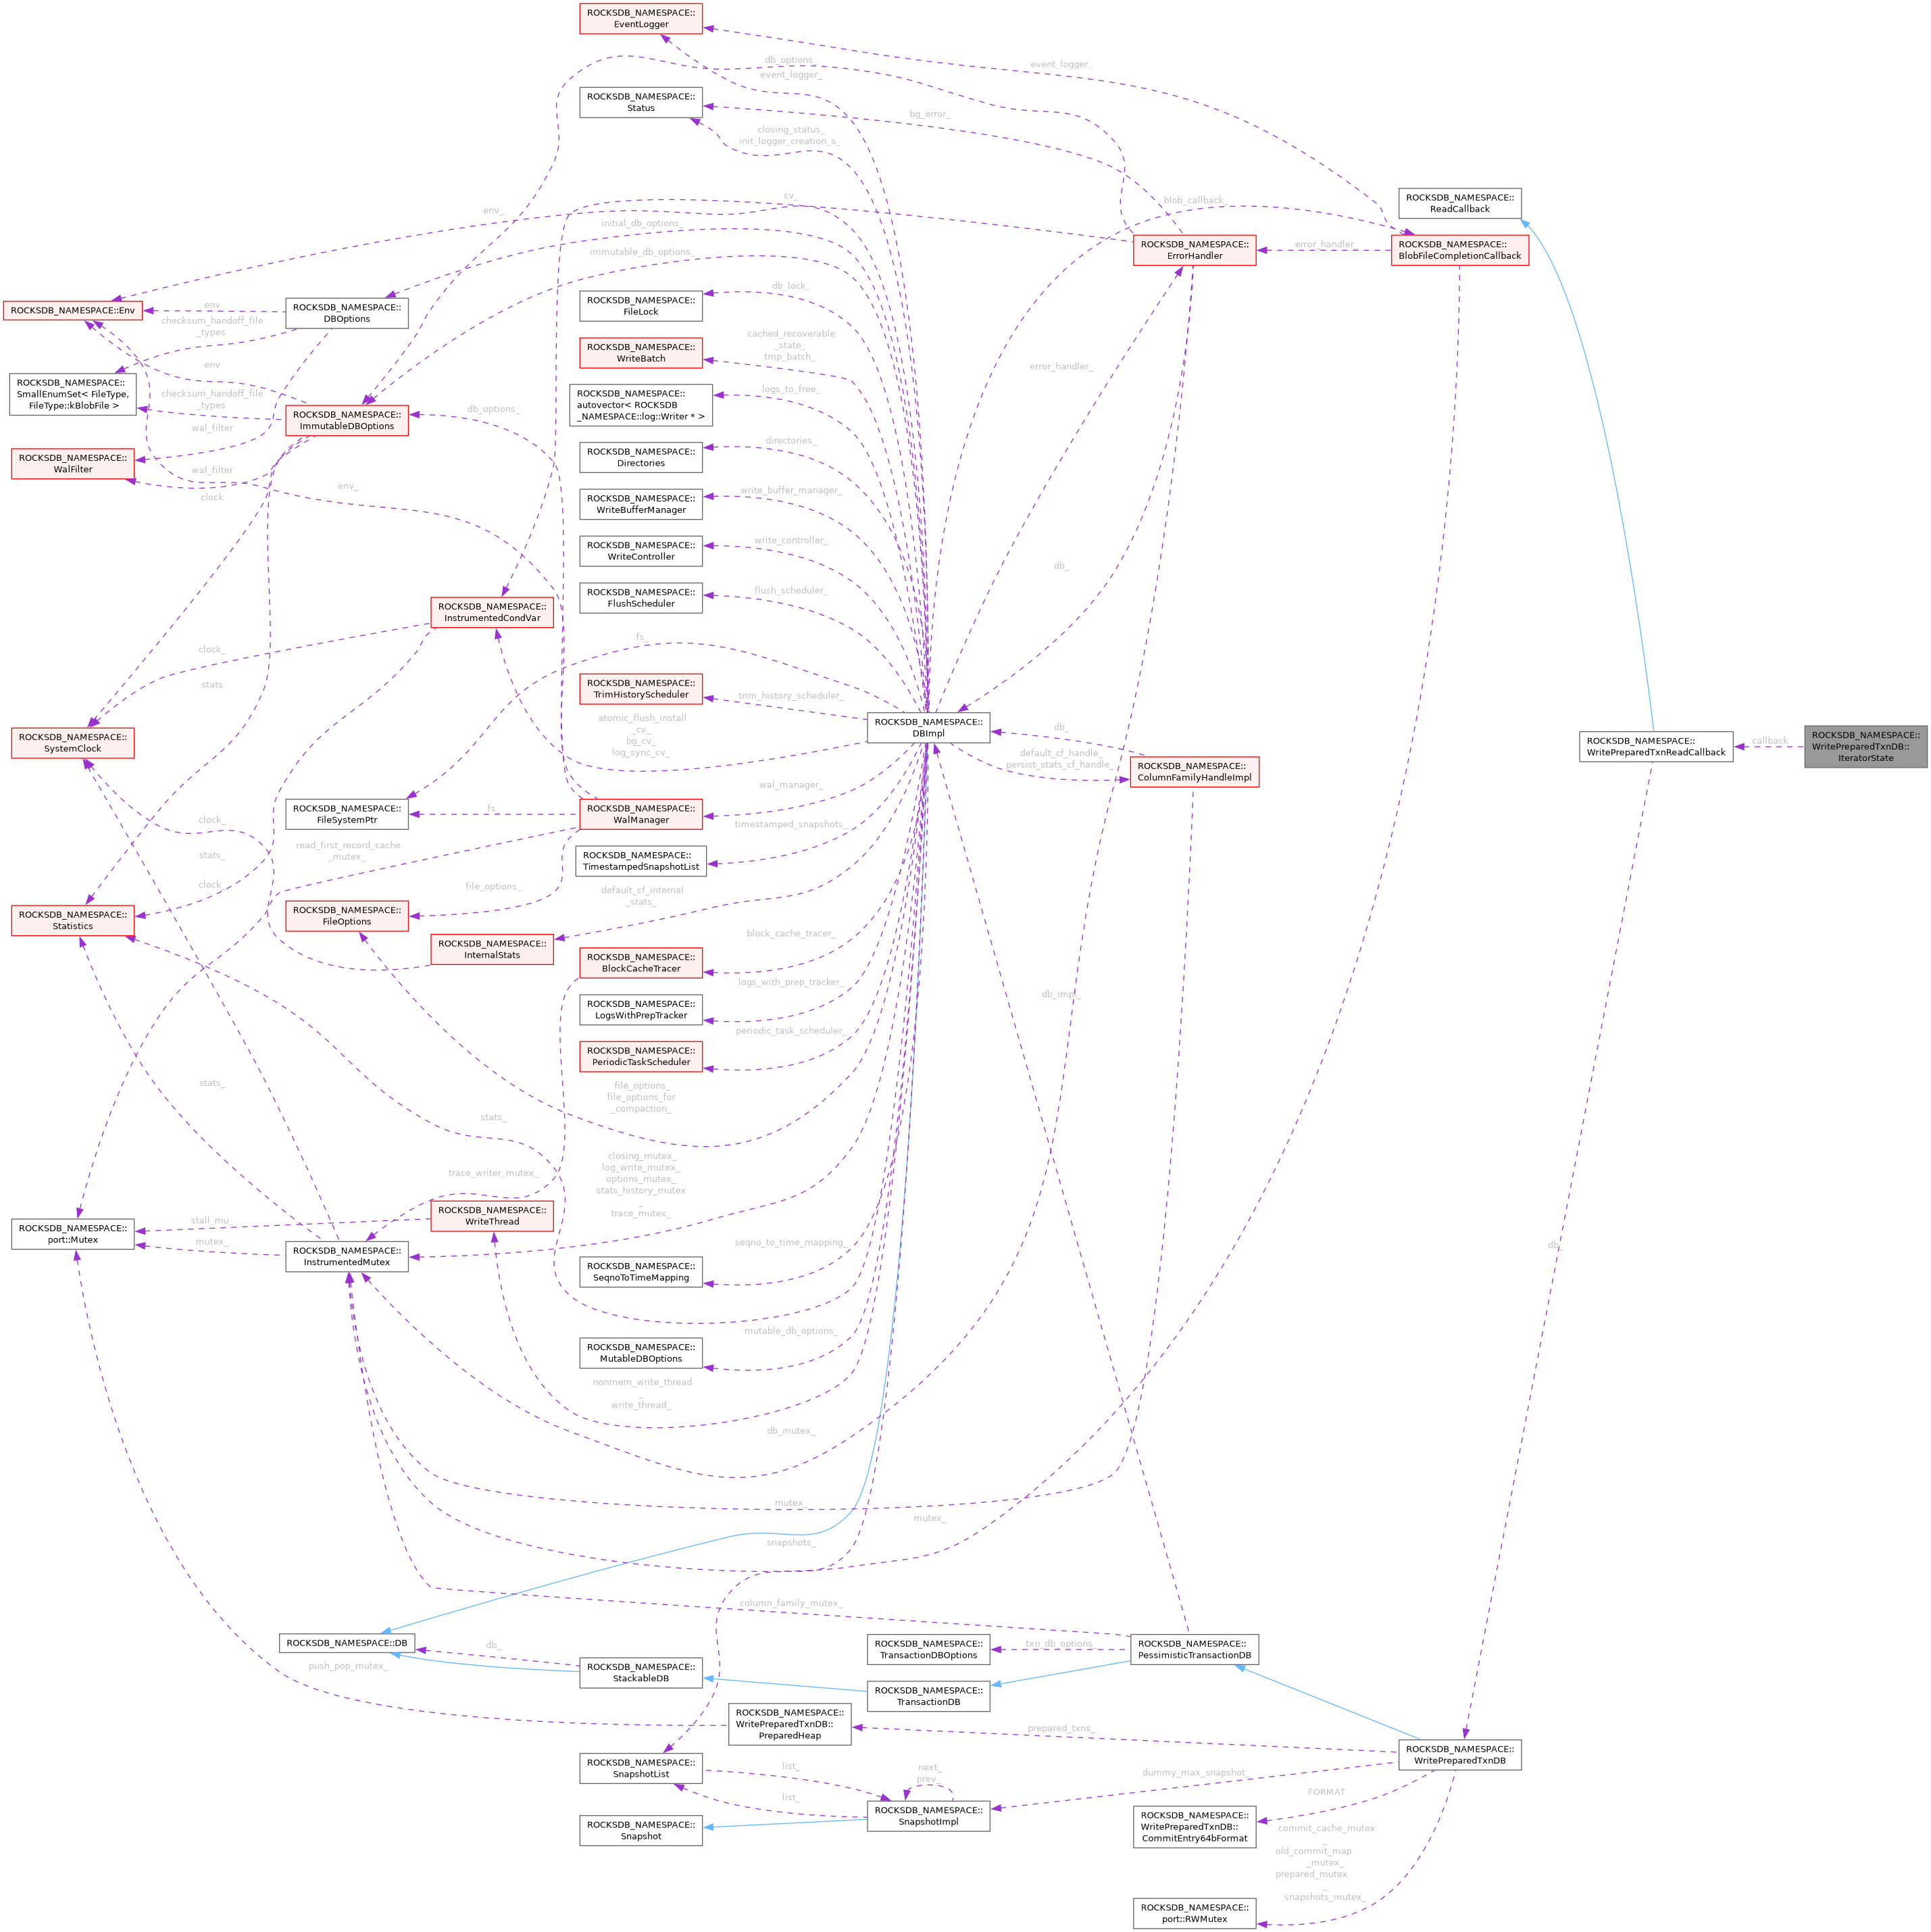 ROCKSDB_NAMESPACE::
EventLogger
db_options_
event_logger_
event_logger_
ROCKSDB_NAMESPACE::
Status
bg_error_
closing_status_
init_logger_creation_s_
ROCKSDB_NAMESPACE::
ReadCallback
cv_
blob_callback_
env_
initial_db_options_
ROCKSDB_NAMESPACE::
ErrorHandler
error_handler_
ROCKSDB_NAMESPACE::
BlobFileCompletionCallback
immutable_db_options_
ROCKSDB_NAMESPACE::Env
env
ROCKSDB_NAMESPACE::
DBOptions
ROCKSDB_NAMESPACE::
FileLock
db_lock_
checksum_handoff_file
_types
ROCKSDB_NAMESPACE::
WriteBatch
cached_recoverable
_state_
tmp_batch_
env
error_handler_
ROCKSDB_NAMESPACE::
SmallEnumSet< FileType,
FileType::kBlobFile >
checksum_handoff_file
_types
ROCKSDB_NAMESPACE::
ImmutableDBOptions
db_options_
ROCKSDB_NAMESPACE::
autovector< ROCKSDB
_NAMESPACE::log::Writer * >
logs_to_free_
wal_filter
ROCKSDB_NAMESPACE::
WalFilter
wal_filter
ROCKSDB_NAMESPACE::
Directories
directories_
clock
env_
ROCKSDB_NAMESPACE::
WriteBufferManager
write_buffer_manager_
ROCKSDB_NAMESPACE::
WriteController
write_controller_
db_
ROCKSDB_NAMESPACE::
FlushScheduler
flush_scheduler_
ROCKSDB_NAMESPACE::
InstrumentedCondVar
clock_
fs_
stats
ROCKSDB_NAMESPACE::
TrimHistoryScheduler
trim_history_scheduler_
atomic_flush_install
_cv_
bg_cv_
log_sync_cv_
ROCKSDB_NAMESPACE::
DBImpl
db_
default_cf_handle_
persist_stats_cf_handle_
ROCKSDB_NAMESPACE::
ColumnFamilyHandleImpl
ROCKSDB_NAMESPACE::
WritePreparedTxnReadCallback
callback
ROCKSDB_NAMESPACE::
WritePreparedTxnDB::
IteratorState
ROCKSDB_NAMESPACE::
SystemClock
ROCKSDB_NAMESPACE::
FileSystemPtr
fs_
ROCKSDB_NAMESPACE::
WalManager
wal_manager_
clock_
timestamped_snapshots_
read_first_record_cache
_mutex_
stats_
ROCKSDB_NAMESPACE::
TimestampedSnapshotList
clock_
file_options_
default_cf_internal
_stats_
ROCKSDB_NAMESPACE::
Statistics
ROCKSDB_NAMESPACE::
FileOptions
ROCKSDB_NAMESPACE::
InternalStats
block_cache_tracer_
ROCKSDB_NAMESPACE::
BlockCacheTracer
logs_with_prep_tracker_
db_impl_
ROCKSDB_NAMESPACE::
LogsWithPrepTracker
periodic_task_scheduler_
ROCKSDB_NAMESPACE::
PeriodicTaskScheduler
stats_
file_options_
file_options_for
_compaction_
stats_
trace_writer_mutex_
closing_mutex_
log_write_mutex_
options_mutex_
stats_history_mutex
_
trace_mutex_
ROCKSDB_NAMESPACE::
WriteThread
stall_mu_
ROCKSDB_NAMESPACE::
port::Mutex
mutex_
ROCKSDB_NAMESPACE::
InstrumentedMutex
seqno_to_time_mapping_
ROCKSDB_NAMESPACE::
SeqnoToTimeMapping
db_
mutable_db_options_
ROCKSDB_NAMESPACE::
MutableDBOptions
nonmem_write_thread
_
write_thread_
db_mutex_
mutex_
mutex_
snapshots_
column_family_mutex_
ROCKSDB_NAMESPACE::DB
db_
ROCKSDB_NAMESPACE::
StackableDB
ROCKSDB_NAMESPACE::
TransactionDBOptions
txn_db_options_
ROCKSDB_NAMESPACE::
PessimisticTransactionDB
push_pop_mutex_
ROCKSDB_NAMESPACE::
TransactionDB
ROCKSDB_NAMESPACE::
WritePreparedTxnDB::
PreparedHeap
prepared_txns_
ROCKSDB_NAMESPACE::
WritePreparedTxnDB
ROCKSDB_NAMESPACE::
SnapshotList
list_
next_
prev_
dummy_max_snapshot_
FORMAT
list_
ROCKSDB_NAMESPACE::
SnapshotImpl
ROCKSDB_NAMESPACE::
Snapshot
ROCKSDB_NAMESPACE::
WritePreparedTxnDB::
CommitEntry64bFormat
commit_cache_mutex
_
old_commit_map
_mutex_
prepared_mutex
_
snapshots_mutex_
ROCKSDB_NAMESPACE::
port::RWMutex